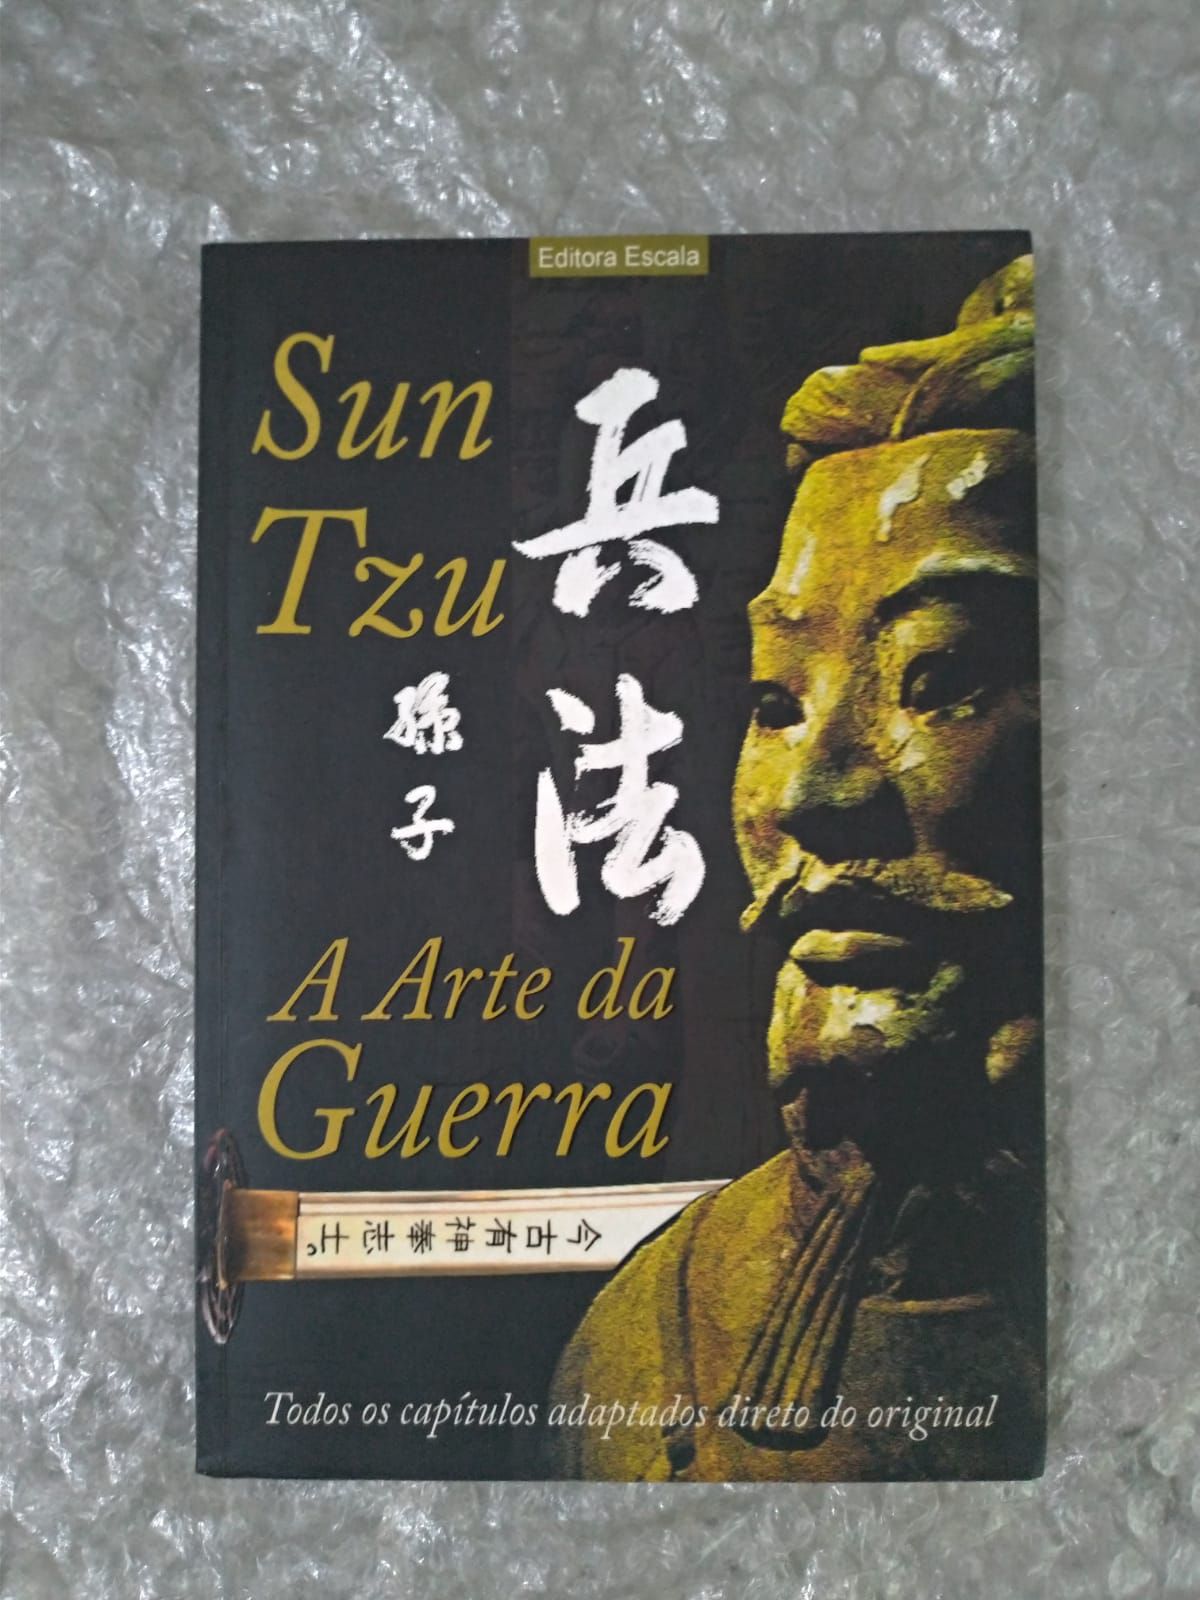 Editora Escala
Sun
Tzu
兵法
孫子
A Arte da
Guerra
今古有神奉志士。
Todos os capítulos adaptados direto do original